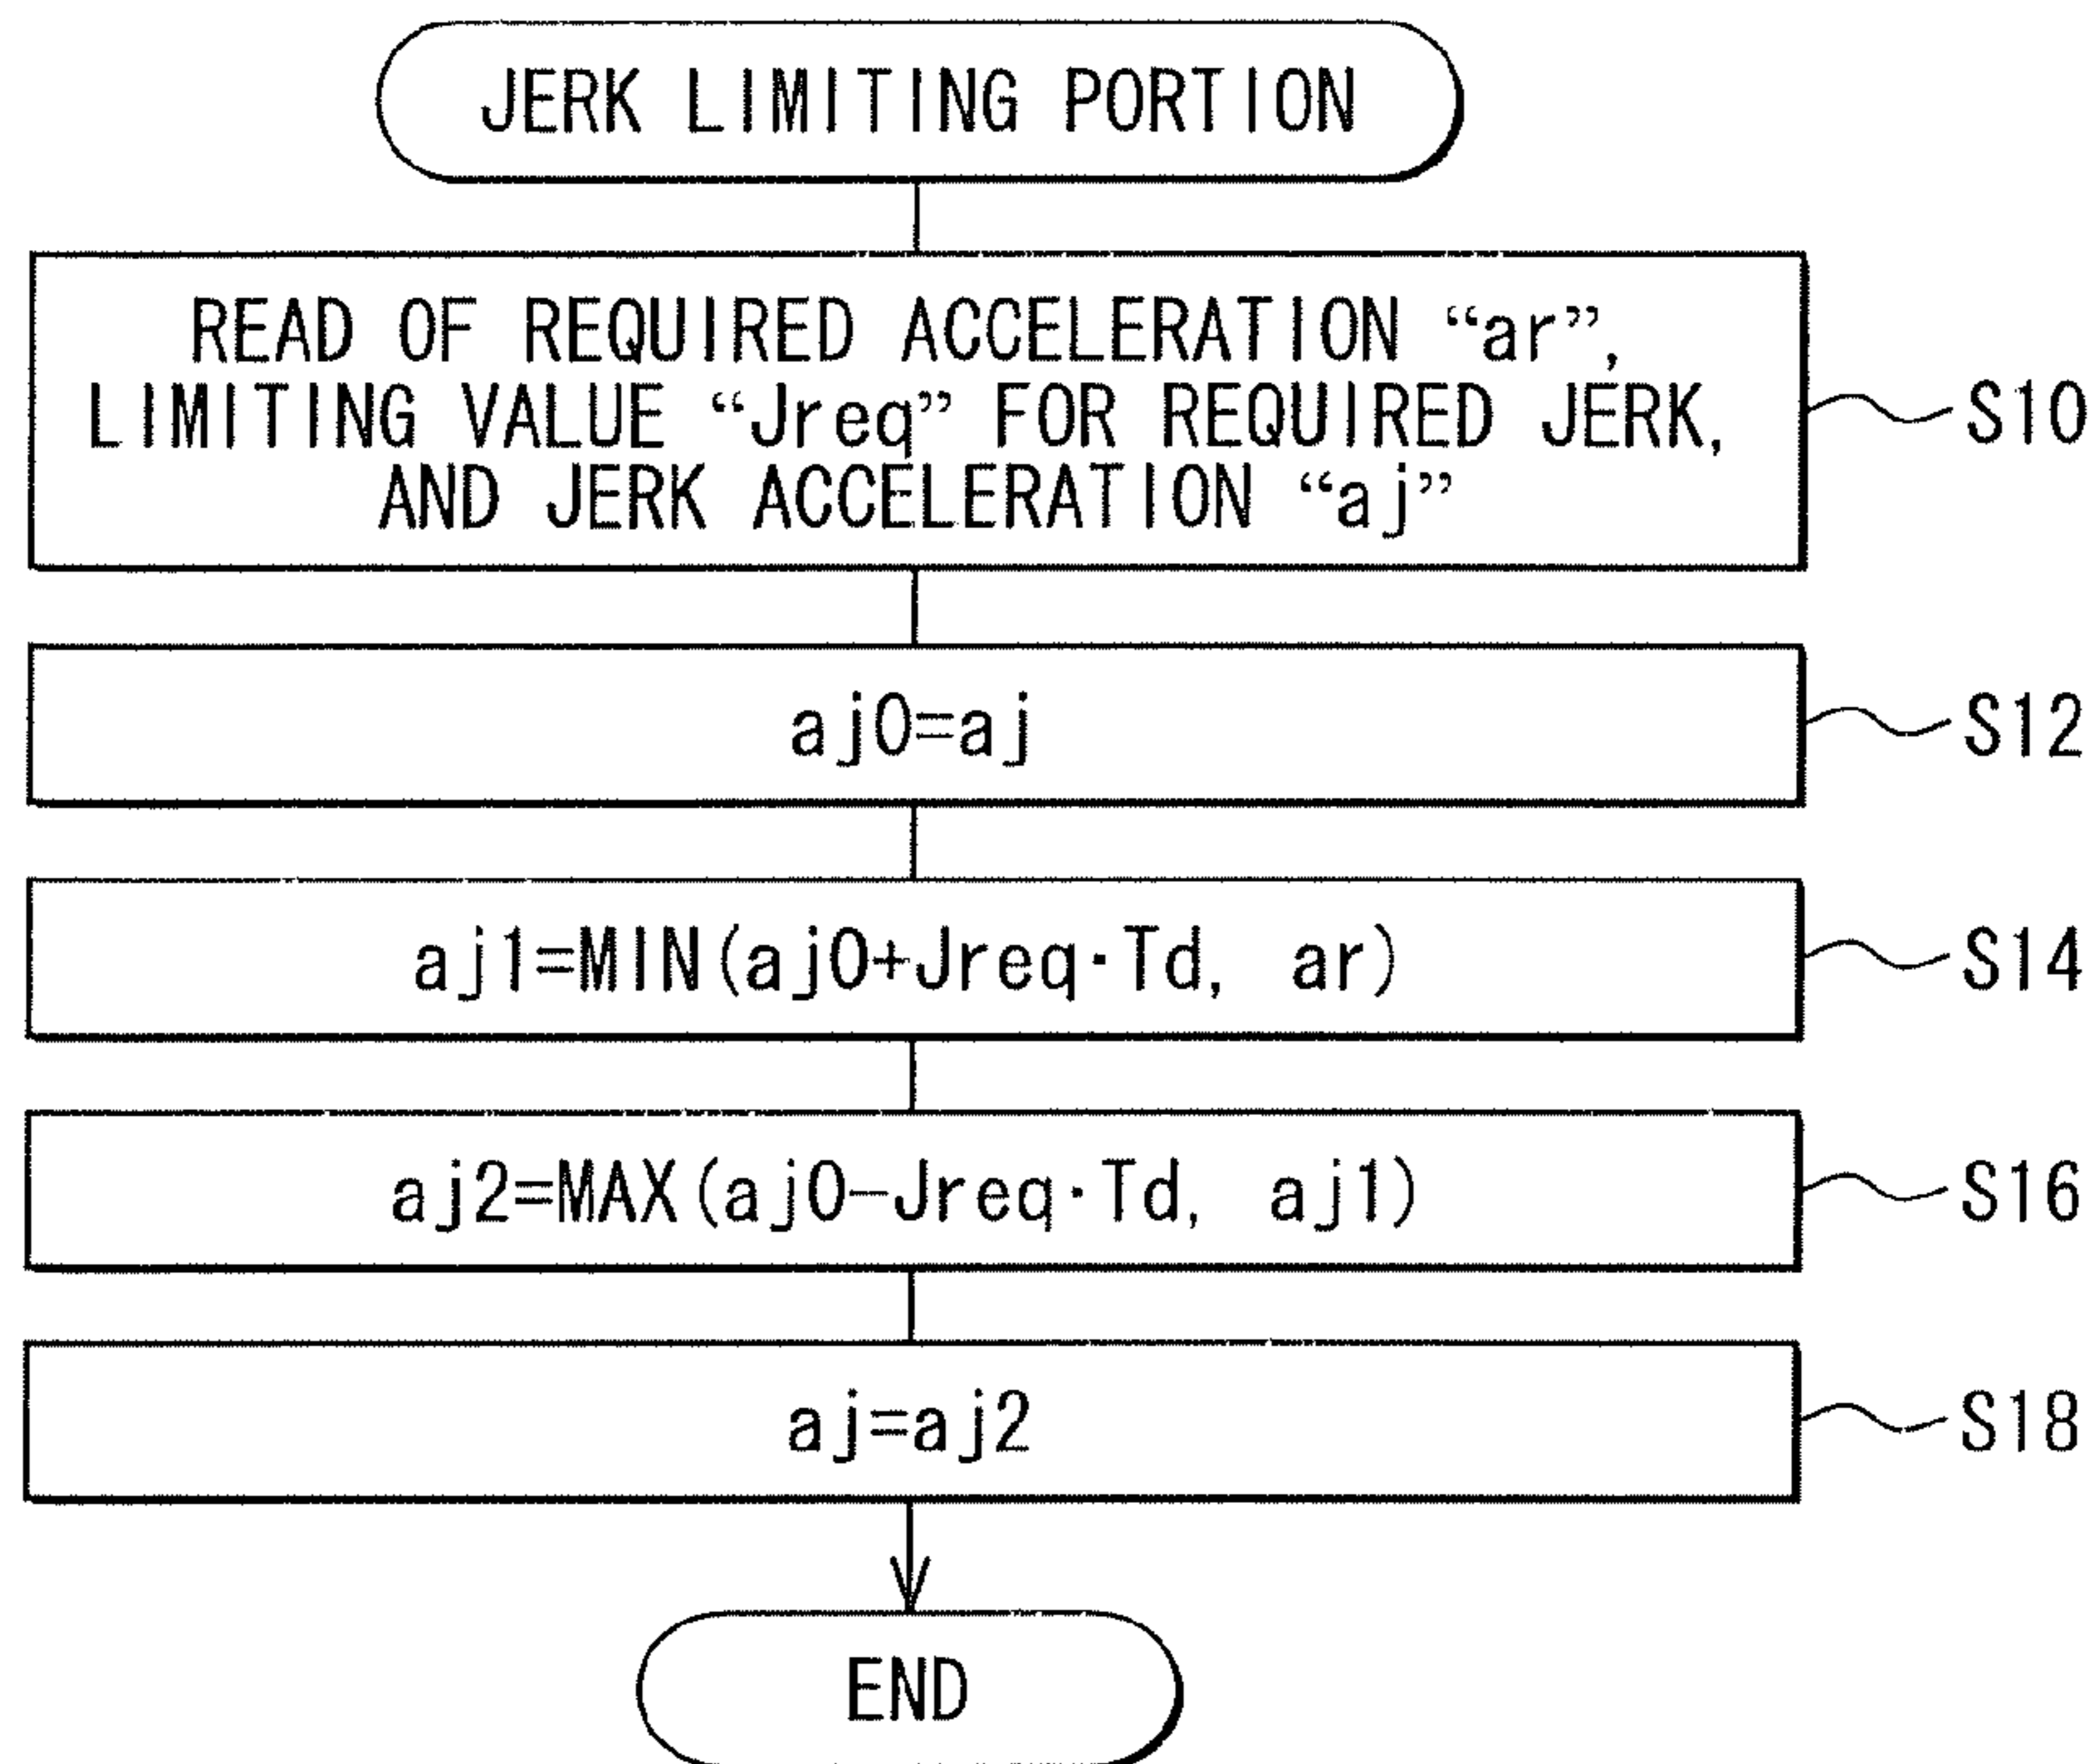 JERK LIMITING PORTION
READ OF REQUIRED ACCELERATION “ar”,
LIMITING VALUE “Jreq” FOR REQUIRED JERK,
AND JERK ACCELERATION “aj”
S10
aj0=aj
S12
aj1=MIN(aj0+Jreq·Td, ar)
S14
aj2=MAX(aj0-Jreq·Td, aj1)
S16
aj=aj2
S18
END